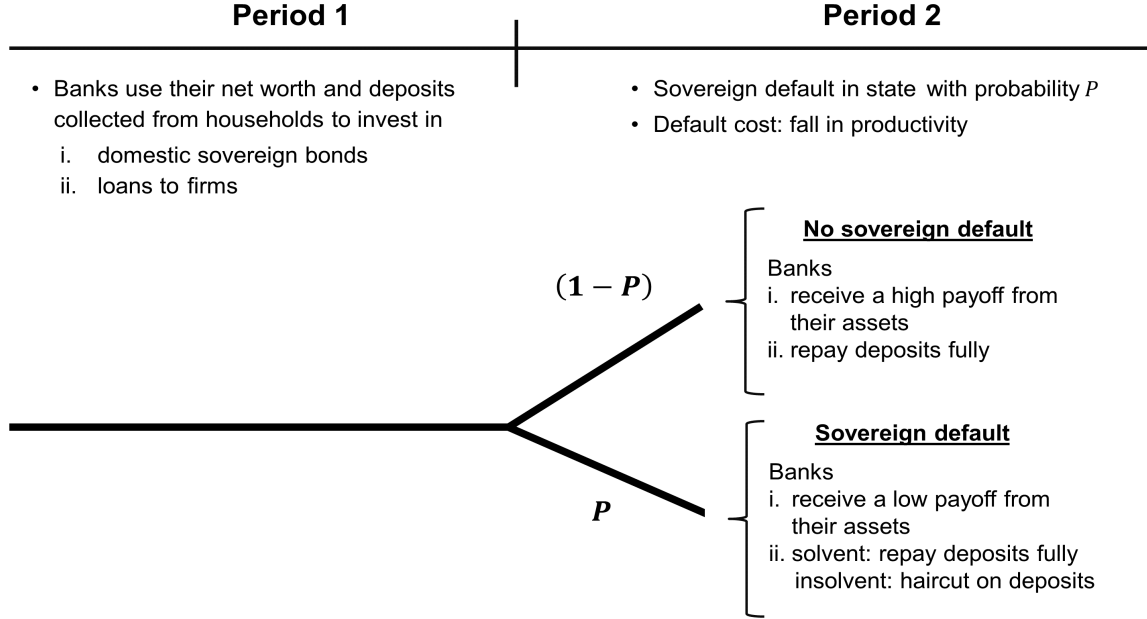 Period 1
Period 2
• Banks use their net worth and deposits
collected from households to invest in
i. domestic sovereign bonds
ii. loans to firms
• Sovereign default in state with probability P
• Default cost: fall in productivity
(1 − P)
P
No sovereign default
Banks
i. receive a high payoff from
their assets
ii. repay deposits fully
Sovereign default
Banks
i. receive a low payoff from
their assets
ii. solvent: repay deposits fully
insolvent: haircut on deposits